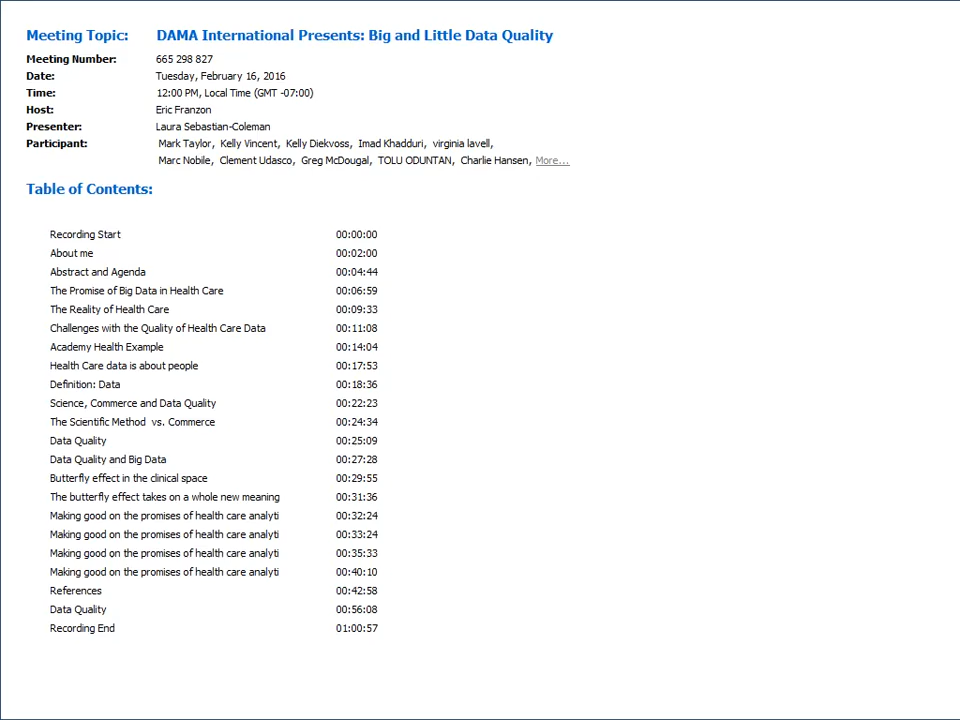 Meeting Topic: DAMA International Presents: Big and Little Data Quality
Meeting Number: 665 298 827
Date: Tuesday, February 16, 2016
Time: 12:00 PM, Local Time (GMT -07:00)
Host: Eric Franzon
Presenter: Laura Sebastian-Coleman
Participant: Mark Taylor, Kelly Vincent, Kelly Diekvoss, Imad Khadduri, virginia lavell,
Marc Nobile, Clement Udasco, Greg McDougal, TOLU ODUNTAN, Charlie Hansen, More...
Table of Contents:
Recording Start 00:00:00
About me 00:02:00
Abstract and Agenda 00:04:44
The Promise of Big Data in Health Care 00:06:59
The Reality of Health Care 00:09:33
Challenges with the Quality of Health Care Data 00:11:08
Academy Health Example 00:14:04
Health Care data is about people 00:17:53
Definition: Data 00:18:36
Science, Commerce and Data Quality 00:22:23
The Scientific Method vs. Commerce 00:24:34
Data Quality 00:25:09
Data Quality and Big Data 00:27:28
Butterfly effect in the clinical space 00:29:55
The butterfly effect takes on a whole new meaning 00:31:36
Making good on the promises of health care analyti 00:32:24
Making good on the promises of health care analyti 00:33:24
Making good on the promises of health care analyti 00:35:33
Making good on the promises of health care analyti 00:40:10
References 00:42:58
Data Quality 00:56:08
Recording End 01:00:57